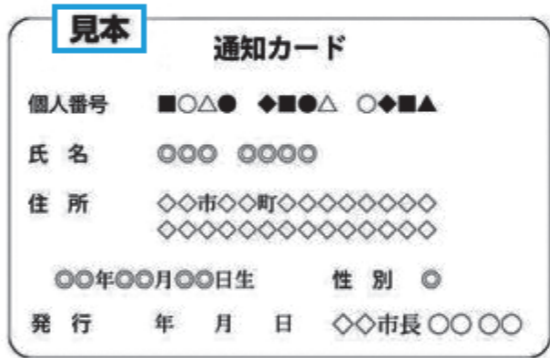 見本
通知カード
個人番号 ■○△● ◆■●△ ○◆■▲
氏 名 ◎◎◎ ◎◎◎◎
住 所 ◇◇市◇◇町◇◇◇◇◇◇◇◇
◇◇◇◇◇◇◇◇◇◇◇◇◇◇
◎◎年◎◎月◎◎日生 性 別 ◎
発 行 年 月 日 ◇◇市長 ○○ ○○